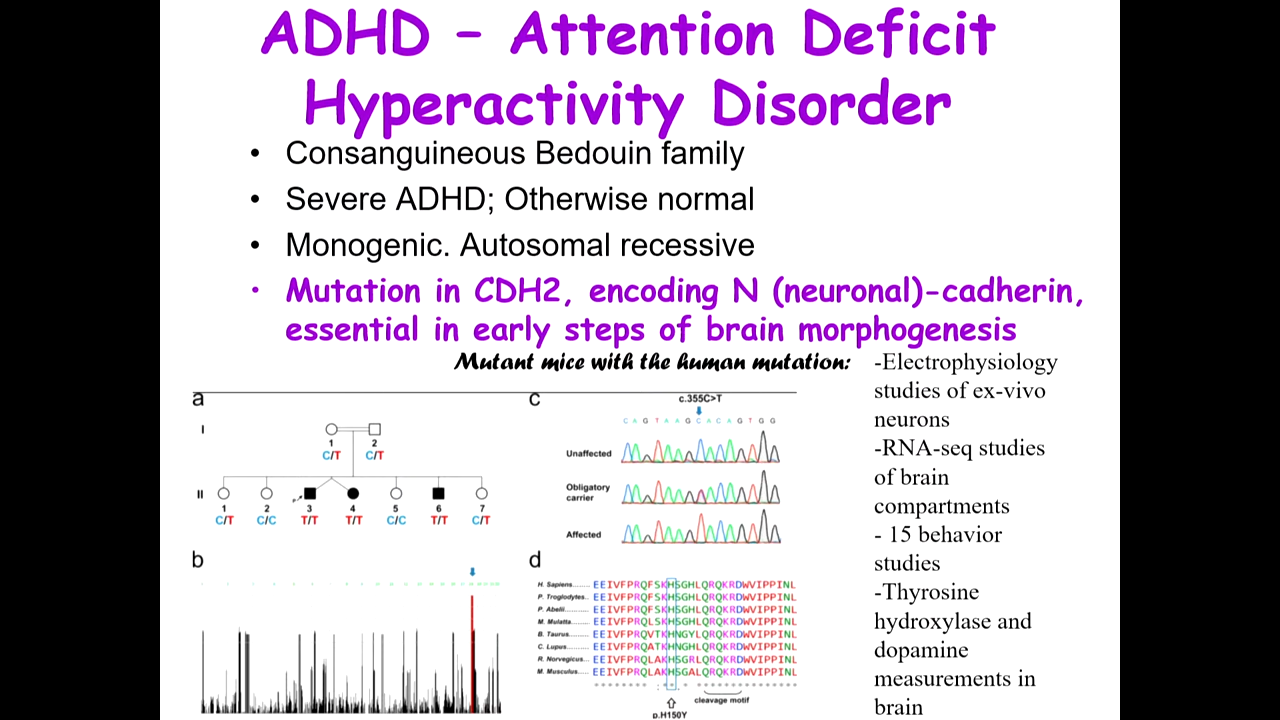 ADHD – Attention Deficit
Hyperactivity Disorder
• Consanguineous Bedouin family
• Severe ADHD; Otherwise normal
• Monogenic. Autosomal recessive
• Mutation in CDH2, encoding N (neuronal)-cadherin,
essential in early steps of brain morphogenesis
Mutant mice with the human mutation:
-Electrophysiology
studies of ex-vivo
neurons
-RNA-seq studies
of brain
compartments
- 15 behavior
studies
-Thyrosine
hydroxylase and
dopamine
measurements in
brain
a
I
1 2
C/T C/T
II
1 2 3 4 5 6 7
C/T C/C T/T T/T C/C T/T C/T
b
c
c.355C>T
C A G T A A G C A C A G T G G
Unaffected
Obligatory
carrier
Affected
d
H. Sapiens........ EEIVFPRQFSKHSGHLQRQKRDWVIPPINL
P. Troglodytes.. EEIVFPRQFSKHSGHLQRQKRDWVIPPINL
P. Abelii........... EEIVFPRQFSKHSGHLQRQKRDWVIPPINL
M. Mulatta....... EEIVFPRQLSKHSGHLQRQKRDWVIPPINL
B. Taurus......... EEIVFPRQVTKHNGYLQRQKRDWVIPPINL
C. Lupus.......... EEIVFPRQATKHNGHLQRQKRDWVIPPINL
R. Norvegicus... EEIVFPRQLAKHSGRLQRQKRDWVIPPINL
M. Musculus..... EEIVFPRQLAKHSGALQRQKRDWVIPPINL
cleavage motif
p.H150Y